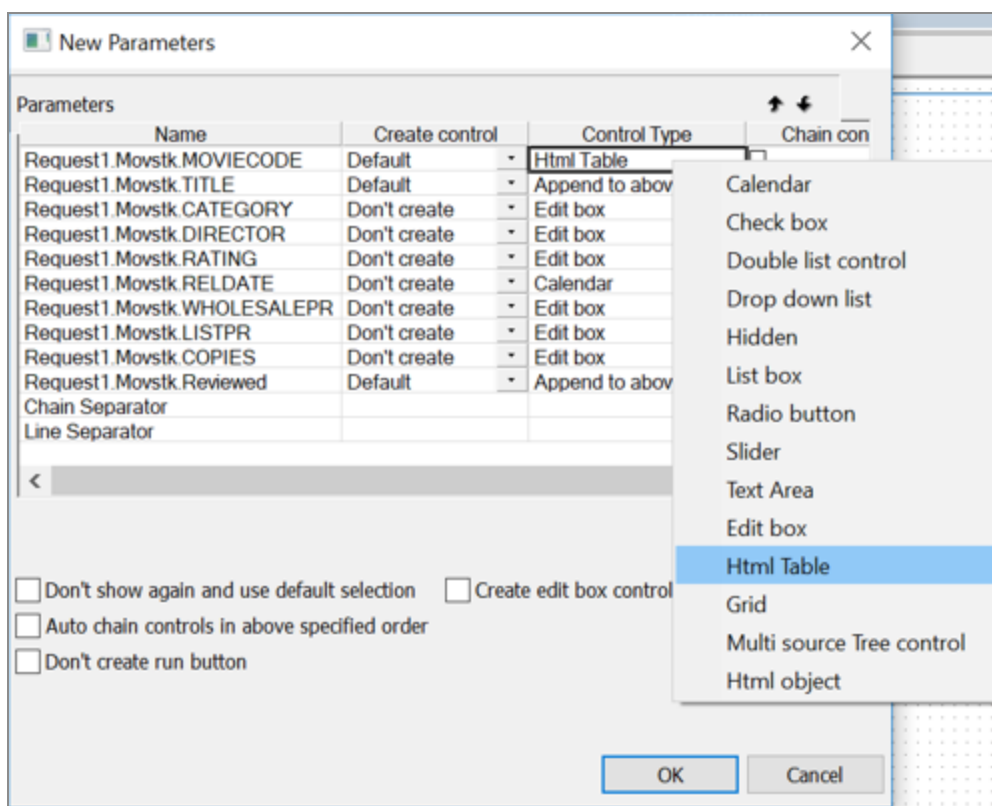 New Parameters
Parameters
Name Create control Control Type Chain con
Request1.Movstk.MOVIECODE Default Html Table
Request1.Movstk.TITLE Default Append to abov
Request1.Movstk.CATEGORY Don't create Edit box
Request1.Movstk.DIRECTOR Don't create Edit box
Request1.Movstk.RATING Don't create Edit box
Request1.Movstk.RELDATE Don't create Calendar
Request1.Movstk.WHOLESALEPR Don't create Edit box
Request1.Movstk.LISTPR Don't create Edit box
Request1.Movstk.COPIES Don't create Edit box
Request1.Movstk.Reviewed Default Append to abov
Chain Separator
Line Separator
Calendar
Check box
Double list control
Drop down list
Hidden
List box
Radio button
Slider
Text Area
Edit box
Html Table
Grid
Multi source Tree control
Html object
Don't show again and use default selection Create edit box control
Auto chain controls in above specified order
Don't create run button
OK Cancel